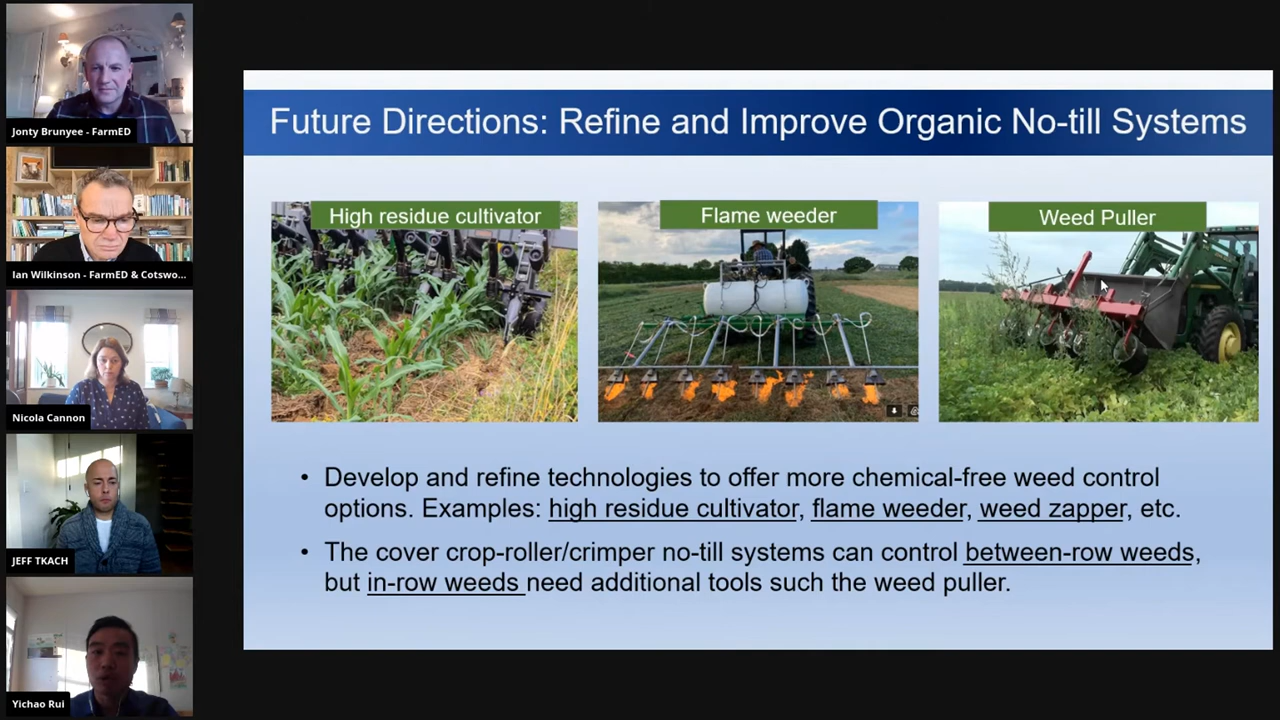 Jonty Brunyee - FarmED
Ian Wilkinson - FarmED & Cotswo...
Nicola Cannon
JEFF TKACH
Yichao Rui
Future Directions: Refine and Improve Organic No-till Systems
High residue cultivator
Flame weeder
Weed Puller
• Develop and refine technologies to offer more chemical-free weed control
options. Examples: high residue cultivator, flame weeder, weed zapper, etc.
• The cover crop-roller/crimper no-till systems can control between-row weeds,
but in-row weeds need additional tools such the weed puller.